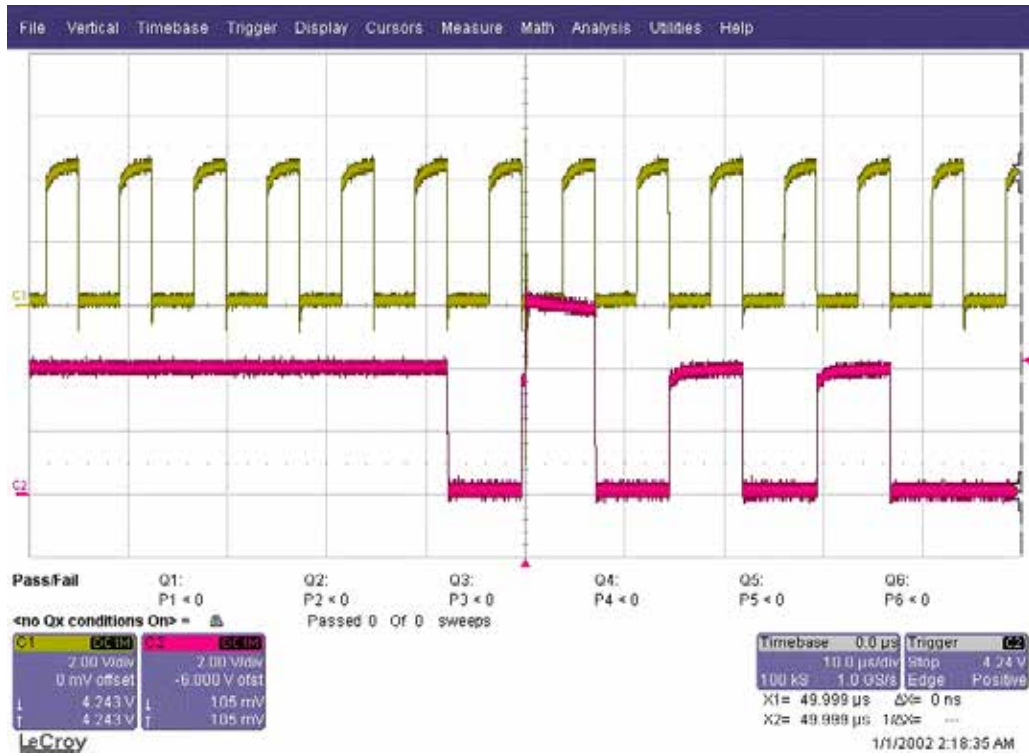 File Vertical Timebase Trigger Display Cursors Measure Math Analysis Utilities Help
C1
C2
Pass/Fail Q1: Q2: Q3: Q4: Q5: Q6:
P1 < 0 P2 < 0 P3 < 0 P4 < 0 P5 < 0 P6 < 0
<no Qx conditions On> = Passed 0 Of 0 sweeps
C1 DC1M C2 DC1M Timebase 0.0 µs Trigger C2
2.00 V/div 2.00 V/div 10.0 µs/div Stop 4.24 V
0 mV offset -6.000 V ofst 100 kS 1.0 GS/s Edge Positive
4.243 V 105 mV X1= 49.999 µs ΔX= 0 ns
4.243 V 105 mV X2= 49.999 µs 1/ΔX= ---
LeCroy 1/1/2002 2:18:35 AM